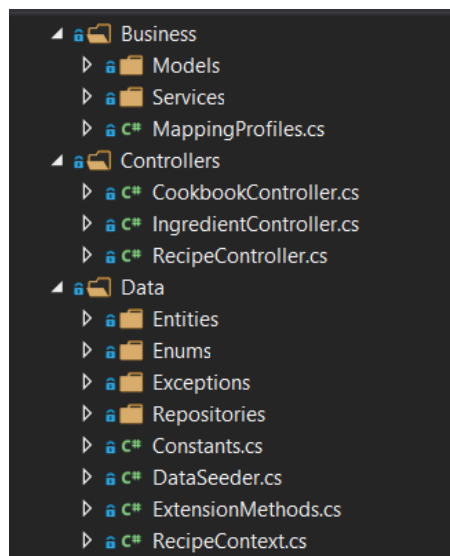 Business
Models
Services
C# MappingProfiles.cs
Controllers
C# CookbookController.cs
C# IngredientController.cs
C# RecipeController.cs
Data
Entities
Enums
Exceptions
Repositories
C# Constants.cs
C# DataSeeder.cs
C# ExtensionMethods.cs
C# RecipeContext.cs